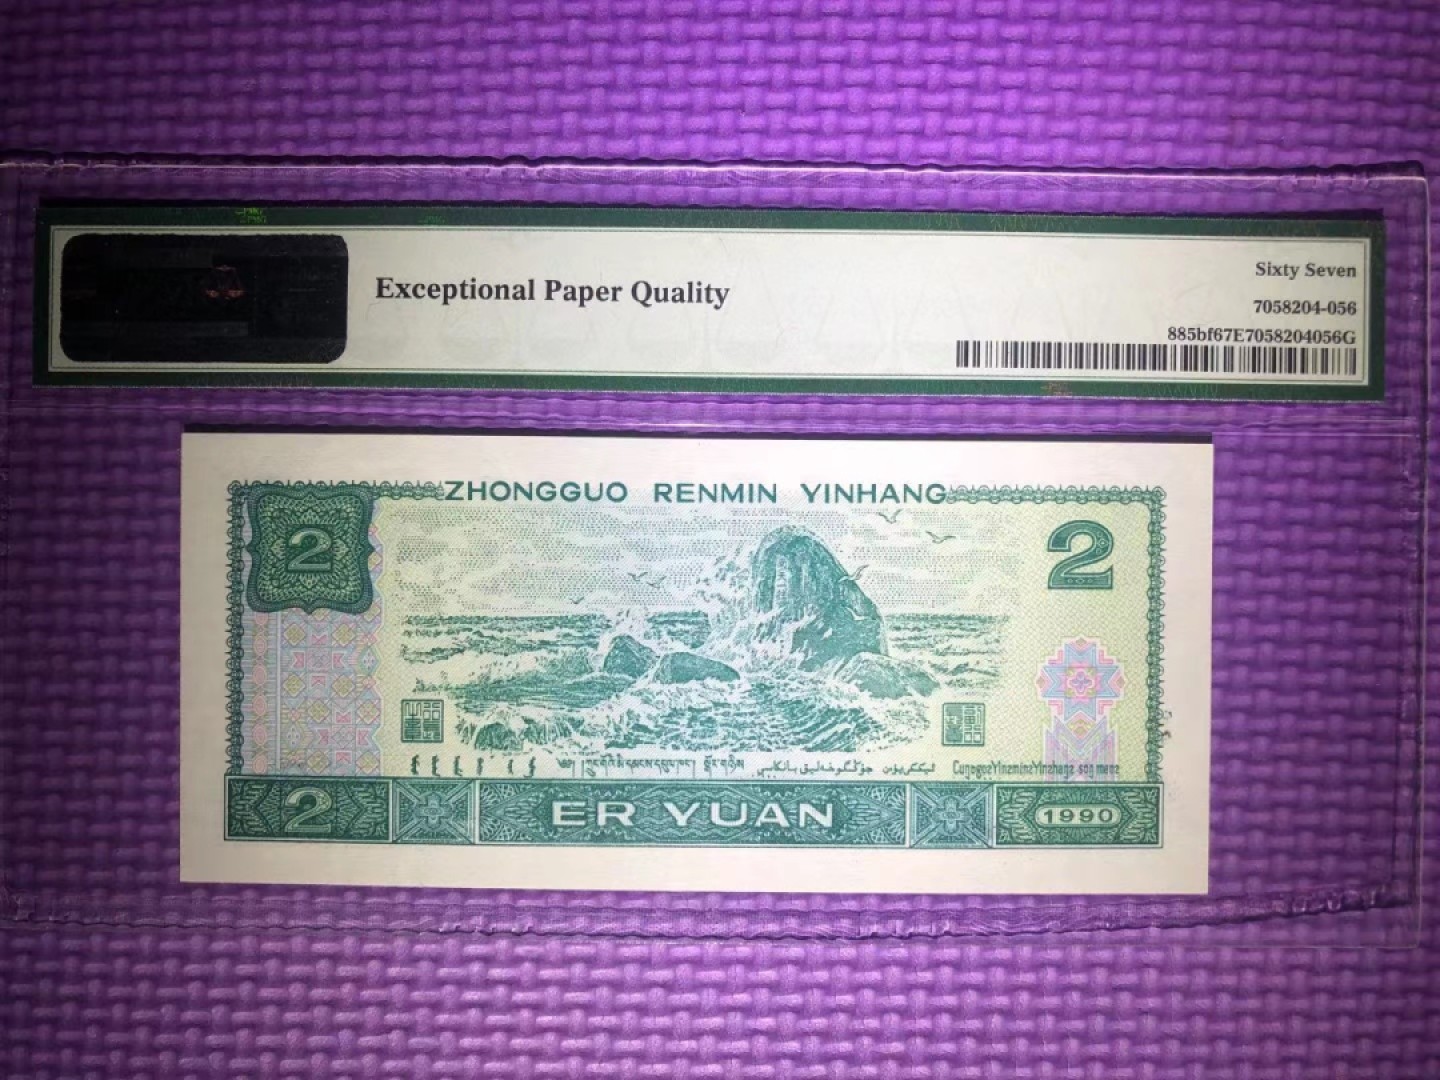 Exceptional Paper Quality
Sixty Seven
7058204-056
885bf67E7058204056G
ZHONGGUO RENMIN YINHANG
2
2
2
ER YUAN
1990